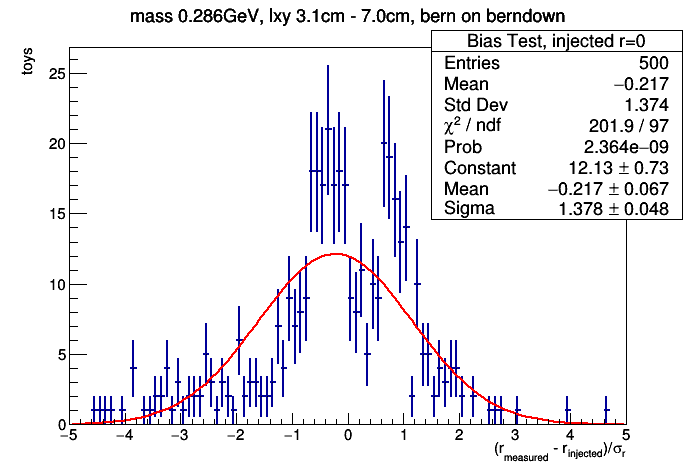 mass 0.286GeV, lxy 3.1cm - 7.0cm, bern on berndown
toys
Bias Test, injected r=0
Entries 500
Mean −0.217
Std Dev 1.374
χ² / ndf 201.9 / 97
Prob 2.364e−09
Constant 12.13 ± 0.73
Mean −0.217 ± 0.067
Sigma 1.378 ± 0.048
25
20
15
10
5
0
−5 −4 −3 −2 −1 0 1 2 3 4 5
(r_measured - r_injected)/σ_r